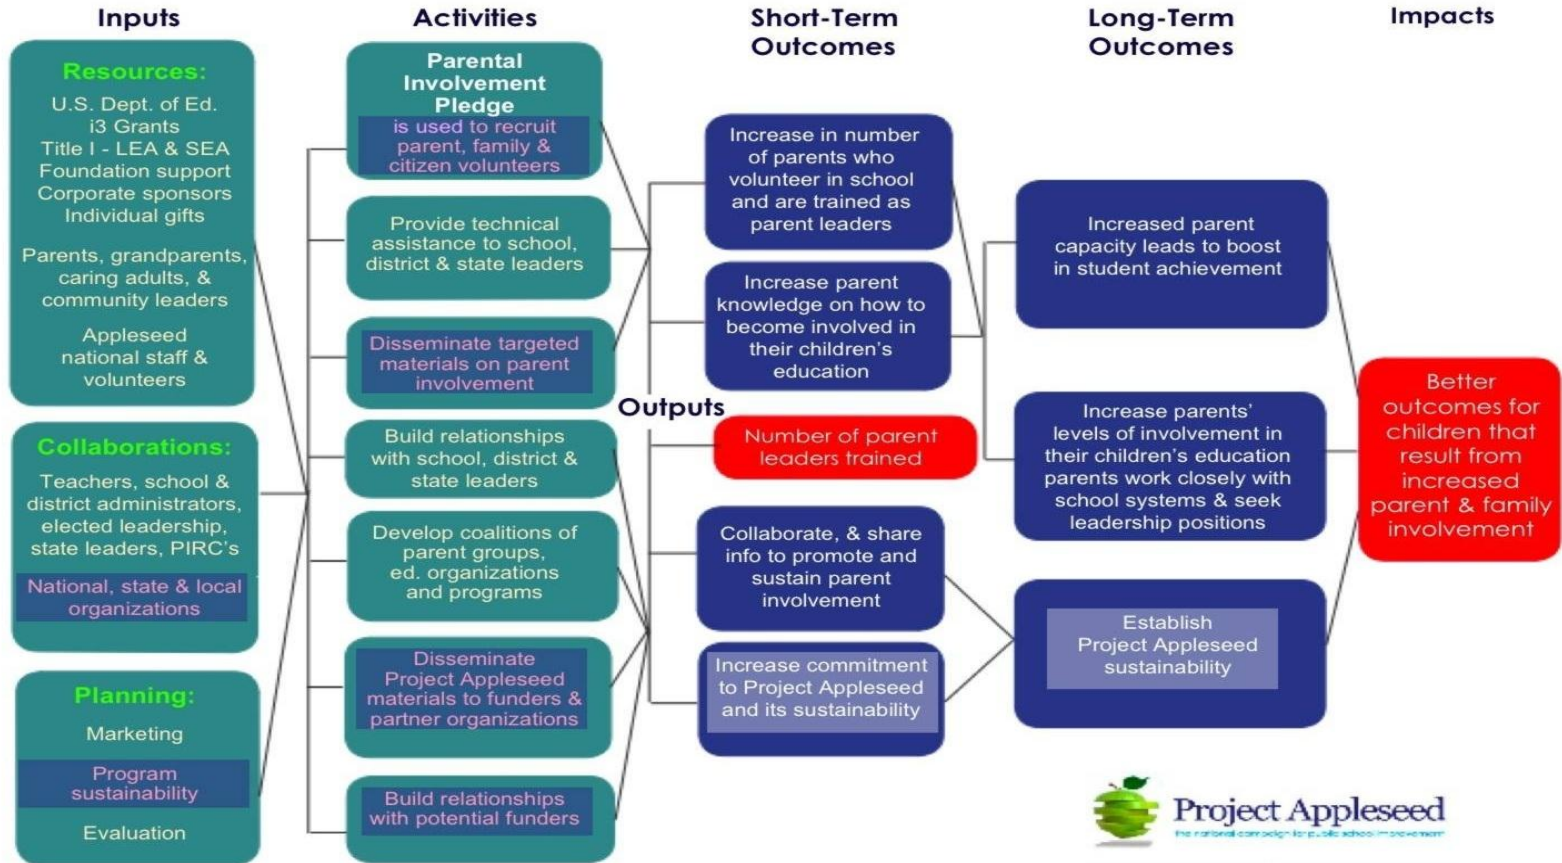 Inputs
Resources:
U.S. Dept. of Ed.
i3 Grants
Title I - LEA & SEA
Foundation support
Corporate sponsors
Individual gifts
Parents, grandparents,
caring adults, &
community leaders
Appleseed
national staff &
volunteers
Collaborations:
Teachers, school &
district administrators,
elected leadership,
state leaders, PIRC's
National, state & local
organizations
Planning:
Marketing
Program
sustainability
Evaluation
Activities
Parental
Involvement
Pledge
is used to recruit
parent, family &
citizen volunteers
Provide technical
assistance to school,
district & state leaders
Disseminate targeted
materials on parent
involvement
Build relationships
with school, district &
state leaders
Develop coalitions of
parent groups,
ed. organizations
and programs
Disseminate
Project Appleseed
materials to funders &
partner organizations
Build relationships
with potential funders
Short-Term
Outcomes
Increase in number
of parents who
volunteer in school
and are trained as
parent leaders
Increase parent
knowledge on how to
become involved in
their children's
education
Outputs
Number of parent
leaders trained
Collaborate, & share
info to promote and
sustain parent
involvement
Increase commitment
to Project Appleseed
and its sustainability
Long-Term
Outcomes
Increased parent
capacity leads to boost
in student achievement
Increase parents'
levels of involvement in
their children's education
parents work closely with
school systems & seek
leadership positions
Establish
Project Appleseed
sustainability
Impacts
Better
outcomes for
children that
result from
increased
parent & family
involvement
Project Appleseed
the national campaign for public school improvement